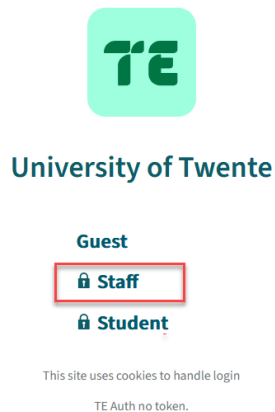 TE
University of Twente
Guest
Staff
Student
This site uses cookies to handle login
TE Auth no token.